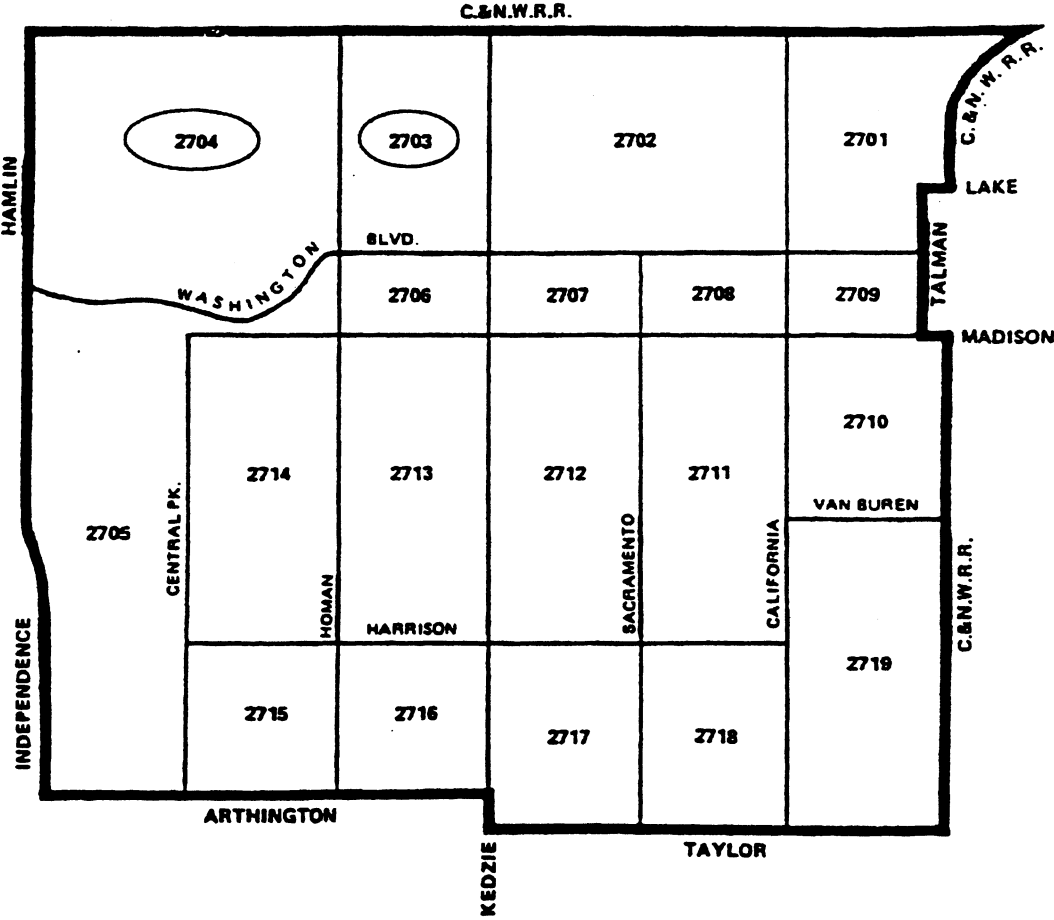 C.&N.W.R.R.
C.&N.W.R.R.
2704
2703
2702
2701
HAMLIN
LAKE
BLVD.
WASHINGTON
TALMAN
2706
2707
2708
2709
MADISON
2710
2714
2713
2712
2711
VAN BUREN
2705
CENTRAL PK.
HOMAN
SACRAMENTO
CALIFORNIA
C.&N.W.R.R.
HARRISON
INDEPENDENCE
2719
2715
2716
2717
2718
ARTHINGTON
KEDZIE
TAYLOR